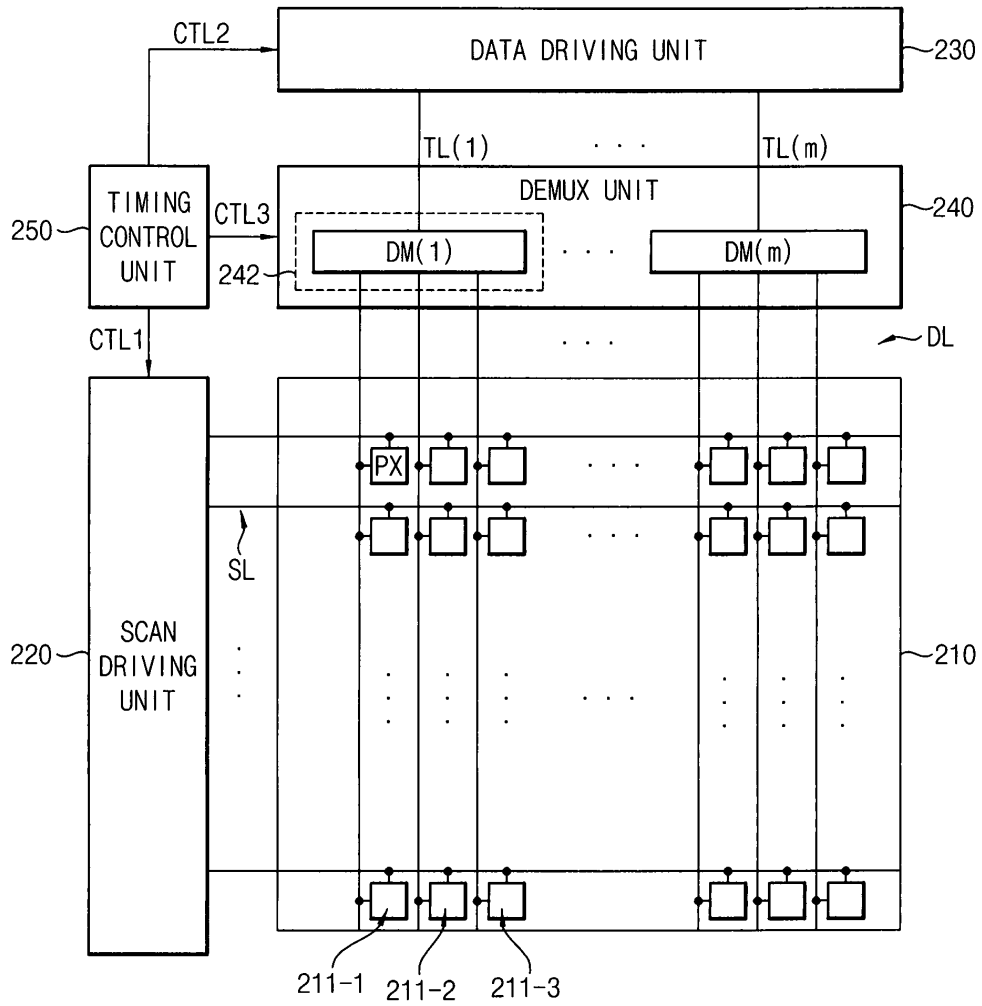 CTL2
DATA DRIVING UNIT
230
TL(1)
. . .
TL(m)
250
TIMING
CONTROL
UNIT
CTL3
DEMUX UNIT
240
242
DM(1)
. . .
DM(m)
CTL1
. . .
DL
PX
. . .
. . .
SL
220
SCAN
DRIVING
UNIT
210
. . .
211-1
211-2
211-3